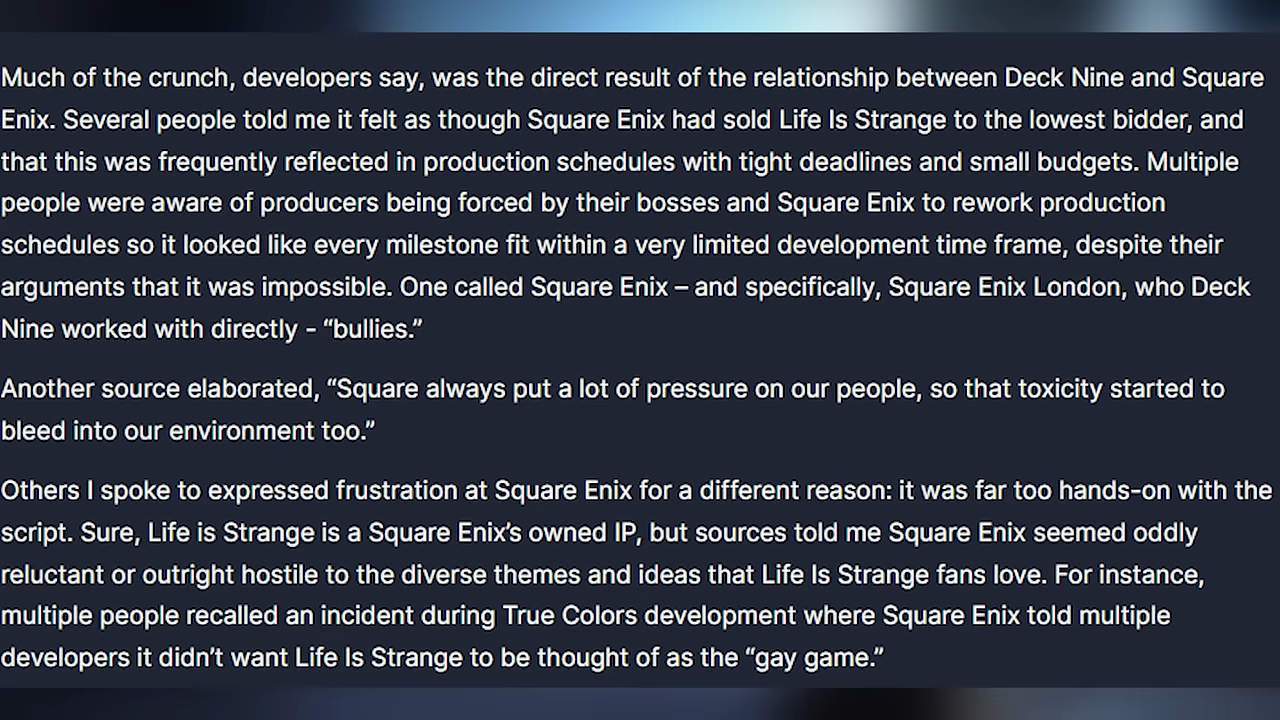 Much of the crunch, developers say, was the direct result of the relationship between Deck Nine and Square
Enix. Several people told me it felt as though Square Enix had sold Life Is Strange to the lowest bidder, and
that this was frequently reflected in production schedules with tight deadlines and small budgets. Multiple
people were aware of producers being forced by their bosses and Square Enix to rework production
schedules so it looked like every milestone fit within a very limited development time frame, despite their
arguments that it was impossible. One called Square Enix – and specifically, Square Enix London, who Deck
Nine worked with directly - “bullies.”
Another source elaborated, “Square always put a lot of pressure on our people, so that toxicity started to
bleed into our environment too.”
Others I spoke to expressed frustration at Square Enix for a different reason: it was far too hands-on with the
script. Sure, Life is Strange is a Square Enix’s owned IP, but sources told me Square Enix seemed oddly
reluctant or outright hostile to the diverse themes and ideas that Life Is Strange fans love. For instance,
multiple people recalled an incident during True Colors development where Square Enix told multiple
developers it didn’t want Life Is Strange to be thought of as the “gay game.”